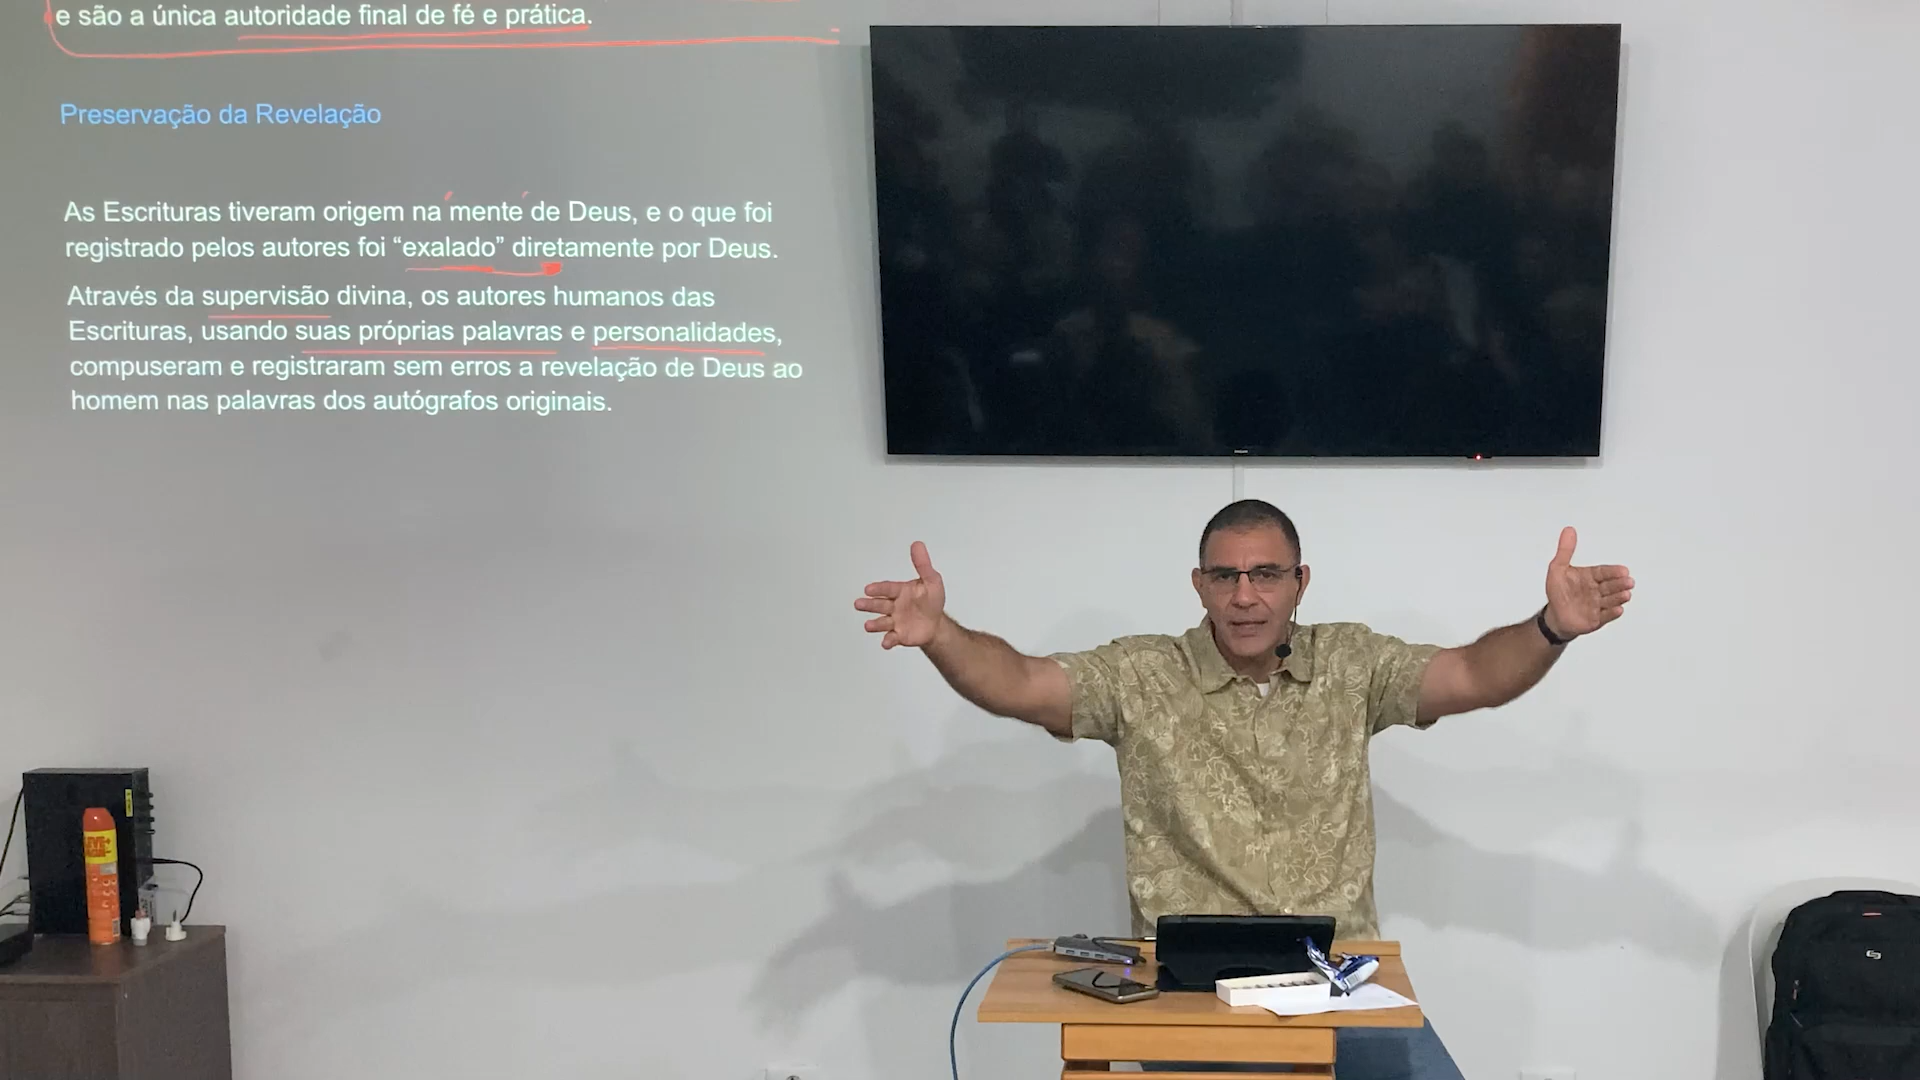 e são a única autoridade final de fé e prática.
Preservação da Revelação
As Escrituras tiveram origem na mente de Deus, e o que foi
registrado pelos autores foi “exalado” diretamente por Deus.
Através da supervisão divina, os autores humanos das
Escrituras, usando suas próprias palavras e personalidades,
compuseram e registraram sem erros a revelação de Deus ao
homem nas palavras dos autógrafos originais.